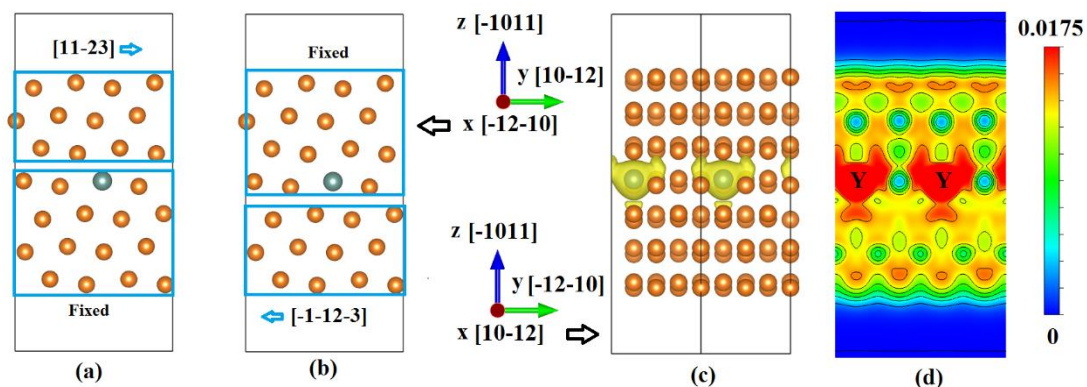 [11-23]
Fixed
(a)
Fixed
[-1-12-3]
(b)
z [-1011]
y [10-12]
x [-12-10]
z [-1011]
y [-12-10]
x [10-12]
(c)
Y Y
(d)
0.0175
0